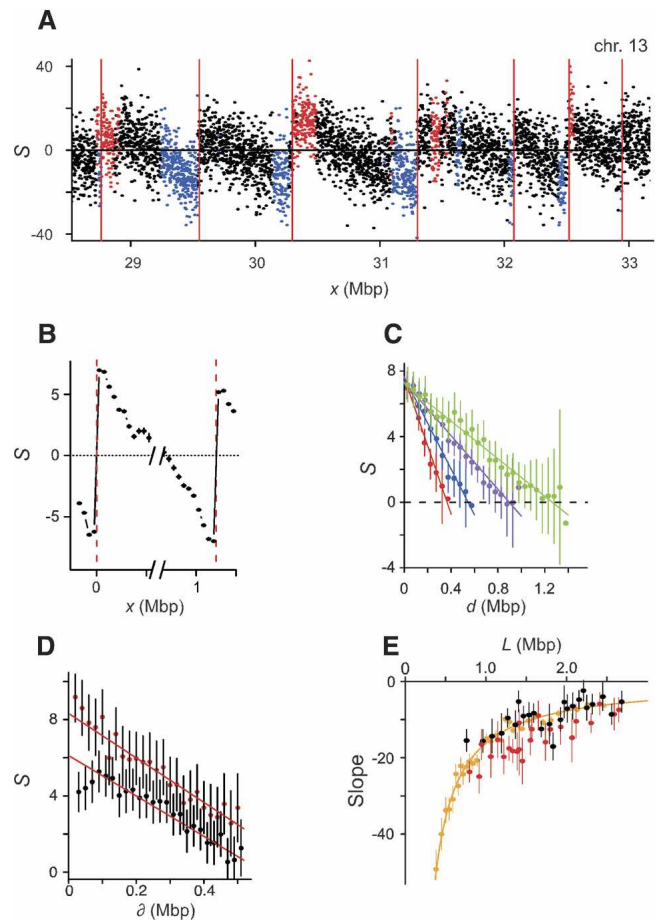 A
chr. 13
40
S
0
-40
29 30 31 32 33
x (Mbp)
B
5
S
0
-5
0 1
x (Mbp)
C
8
4
S
0
-4
0 0.4 0.8 1.2
d (Mbp)
D
8
S
4
0
0 0.2 0.4
∂ (Mbp)
E
L (Mbp)
0 1.0 2.0
0
-20
Slope
-40